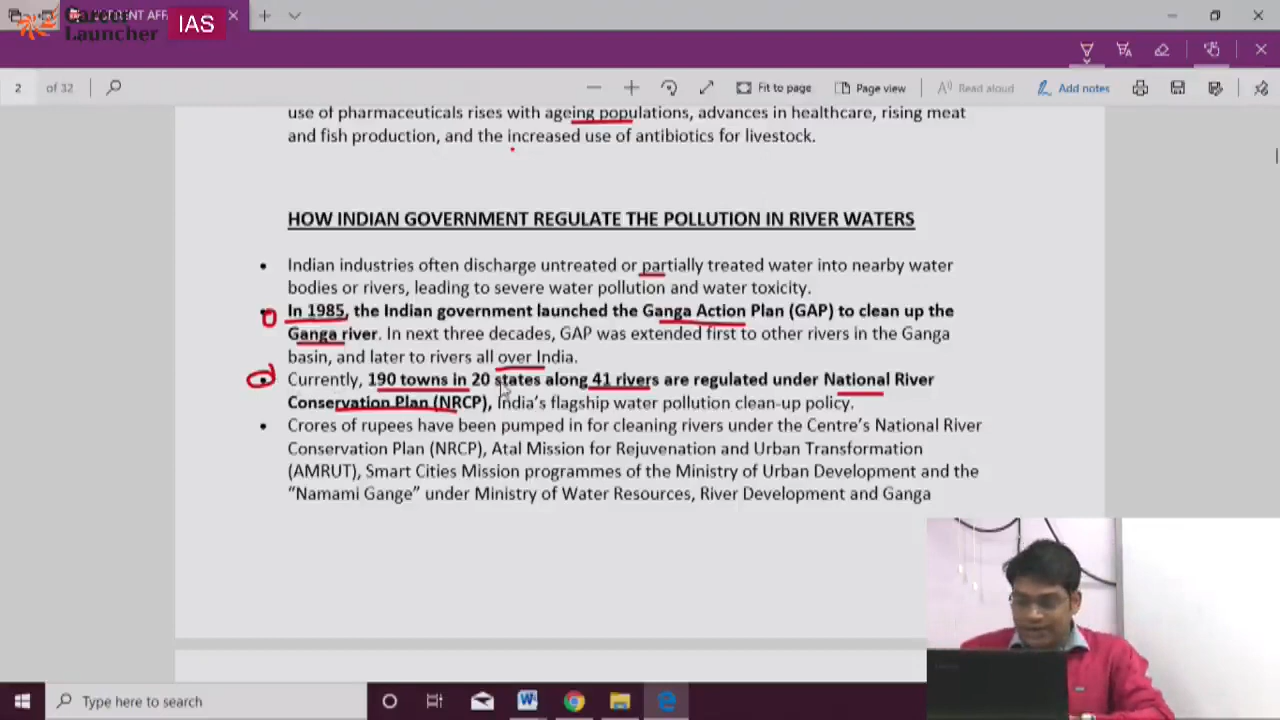 CURRENT AFF
Career
Launcher
IAS
2 of 32
Fit to page
Page view
Read aloud
Add notes
use of pharmaceuticals rises with ageing populations, advances in healthcare, rising meat
and fish production, and the increased use of antibiotics for livestock.
HOW INDIAN GOVERNMENT REGULATE THE POLLUTION IN RIVER WATERS
• Indian industries often discharge untreated or partially treated water into nearby water
bodies or rivers, leading to severe water pollution and water toxicity.
• In 1985, the Indian government launched the Ganga Action Plan (GAP) to clean up the
Ganga river. In next three decades, GAP was extended first to other rivers in the Ganga
basin, and later to rivers all over India.
• Currently, 190 towns in 20 states along 41 rivers are regulated under National River
Conservation Plan (NRCP), India's flagship water pollution clean-up policy.
• Crores of rupees have been pumped in for cleaning rivers under the Centre's National River
Conservation Plan (NRCP), Atal Mission for Rejuvenation and Urban Transformation
(AMRUT), Smart Cities Mission programmes of the Ministry of Urban Development and the
“Namami Gange” under Ministry of Water Resources, River Development and Ganga
Type here to search